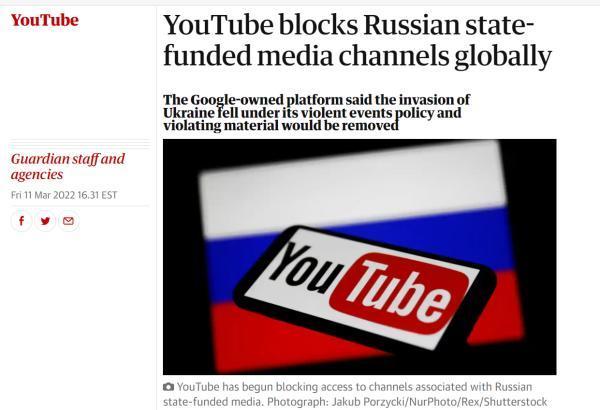 YouTube
YouTube blocks Russian state-
funded media channels globally
The Google-owned platform said the invasion of
Ukraine fell under its violent events policy and
violating material would be removed
Guardian staff and
agencies
Fri 11 Mar 2022 16.31 EST
YouTube
YouTube has begun blocking access to channels associated with Russian
state-funded media. Photograph: Jakub Porzycki/NurPhoto/Rex/Shutterstock